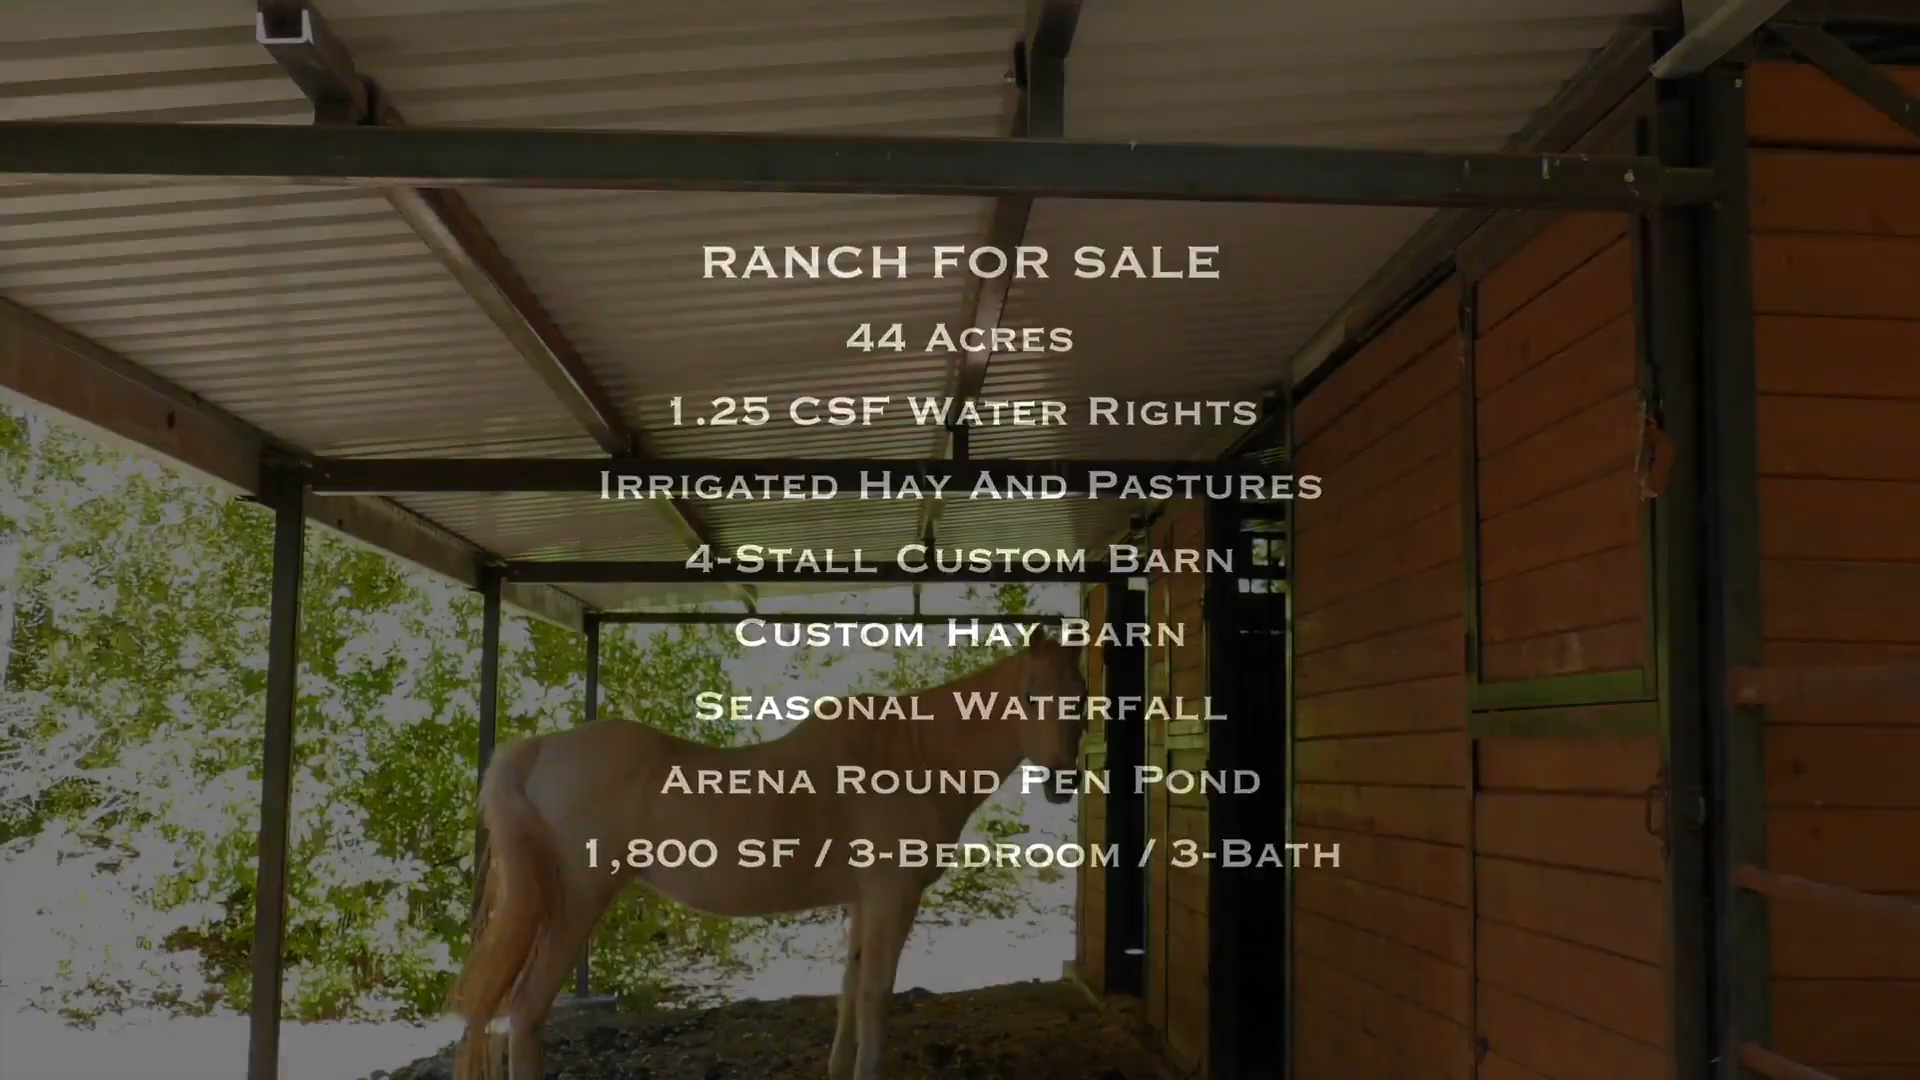 RANCH FOR SALE
44 ACRES
1.25 CSF WATER RIGHTS
IRRIGATED HAY AND PASTURES
4-STALL CUSTOM BARN
CUSTOM HAY BARN
SEASONAL WATERFALL
ARENA ROUND PEN POND
1,800 SF / 3-BEDROOM / 3-BATH